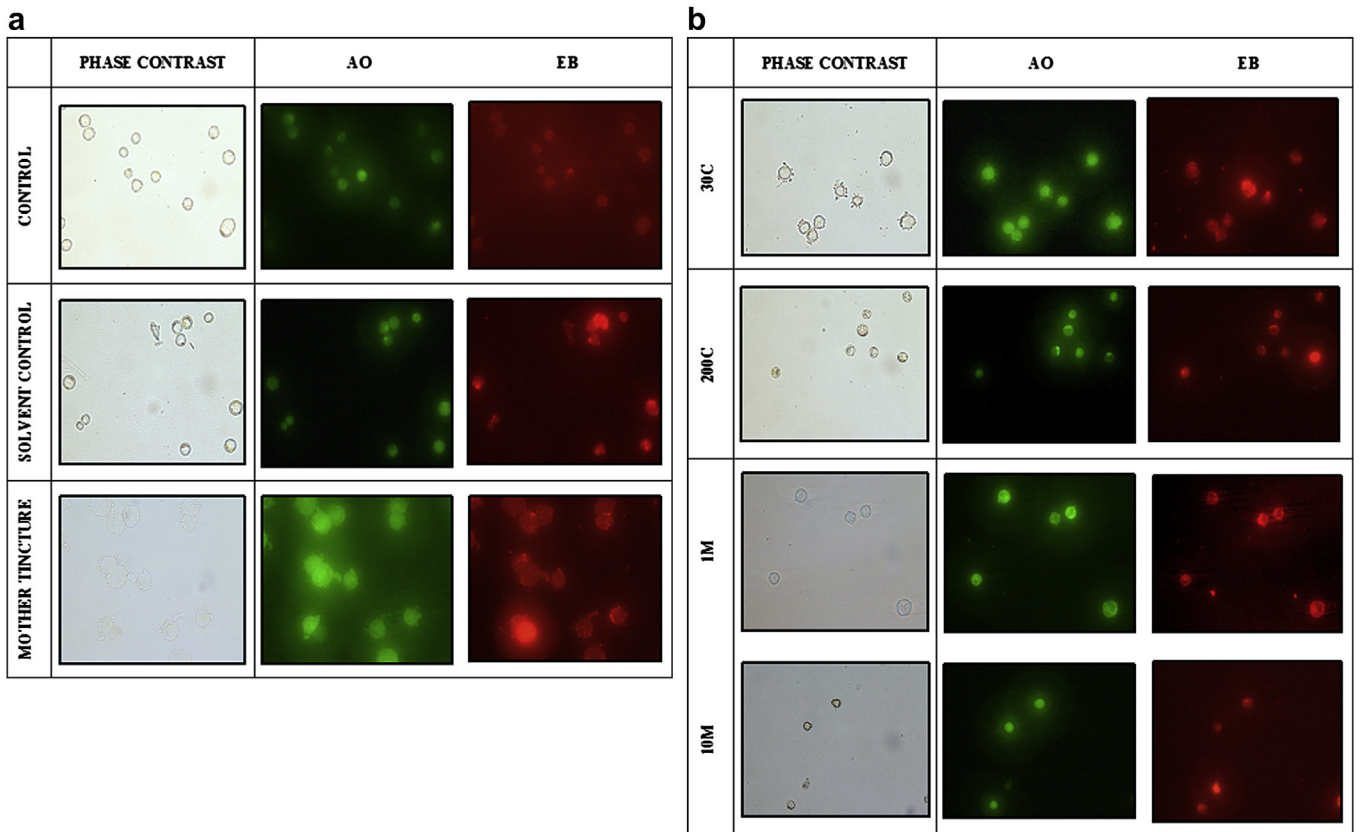 a
PHASE CONTRAST AO EB
CONTROL
SOLVENT CONTROL
MOTHER TINCTURE
b
PHASE CONTRAST AO EB
30C
200C
1M
10M